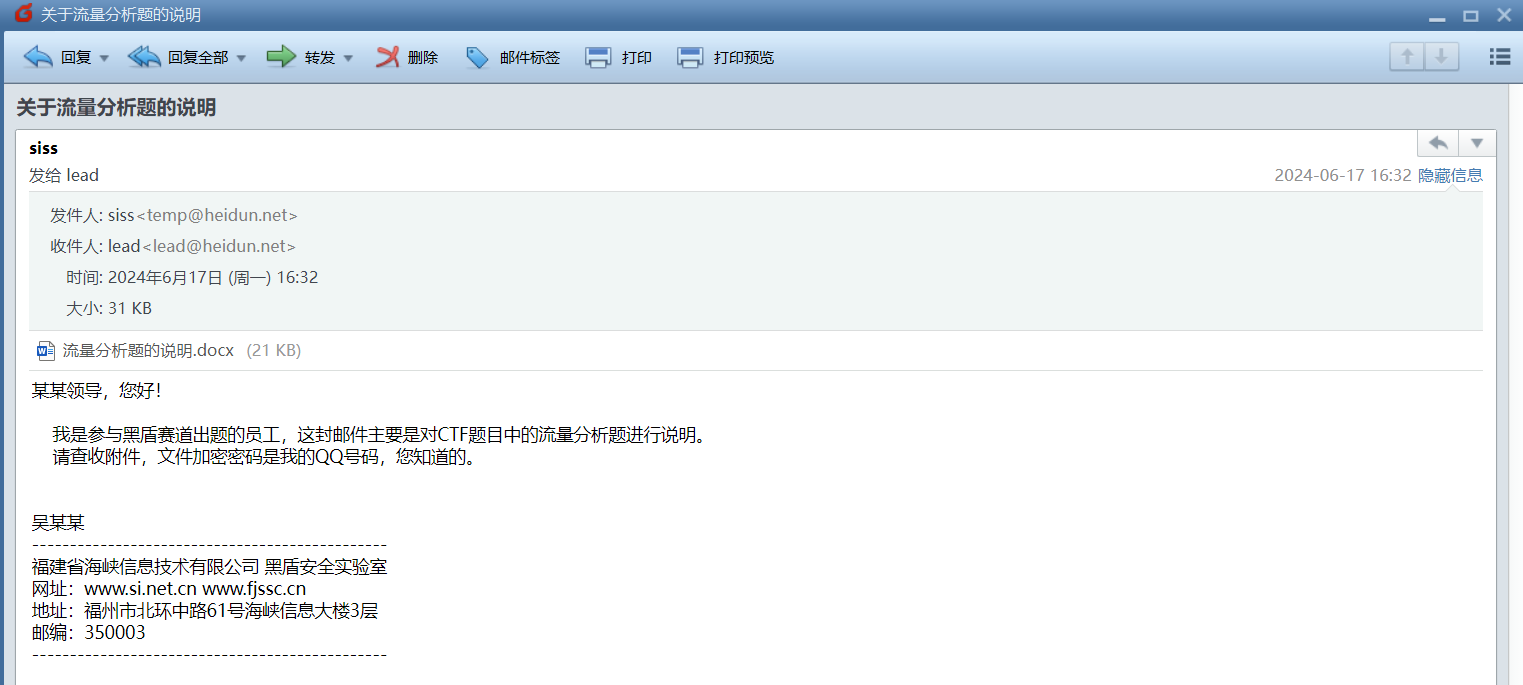 关于流量分析题的说明
回复 回复全部 转发 删除 邮件标签 打印 打印预览
关于流量分析题的说明
siss
发给 lead 2024-06-17 16:32 隐藏信息
发件人: siss<temp@heidun.net>
收件人: lead<lead@heidun.net>
时间: 2024年6月17日 (周一) 16:32
大小: 31 KB
流量分析题的说明.docx (21 KB)
某某领导，您好！
我是参与黑盾赛道出题的员工，这封邮件主要是对CTF题目中的流量分析题进行说明。
请查收附件，文件加密密码是我的QQ号码，您知道的。
吴某某
-----------------------------------------------
福建省海峡信息技术有限公司 黑盾安全实验室
网址：www.si.net.cn www.fjssc.cn
地址：福州市北环中路61号海峡信息大楼3层
邮编：350003
-----------------------------------------------